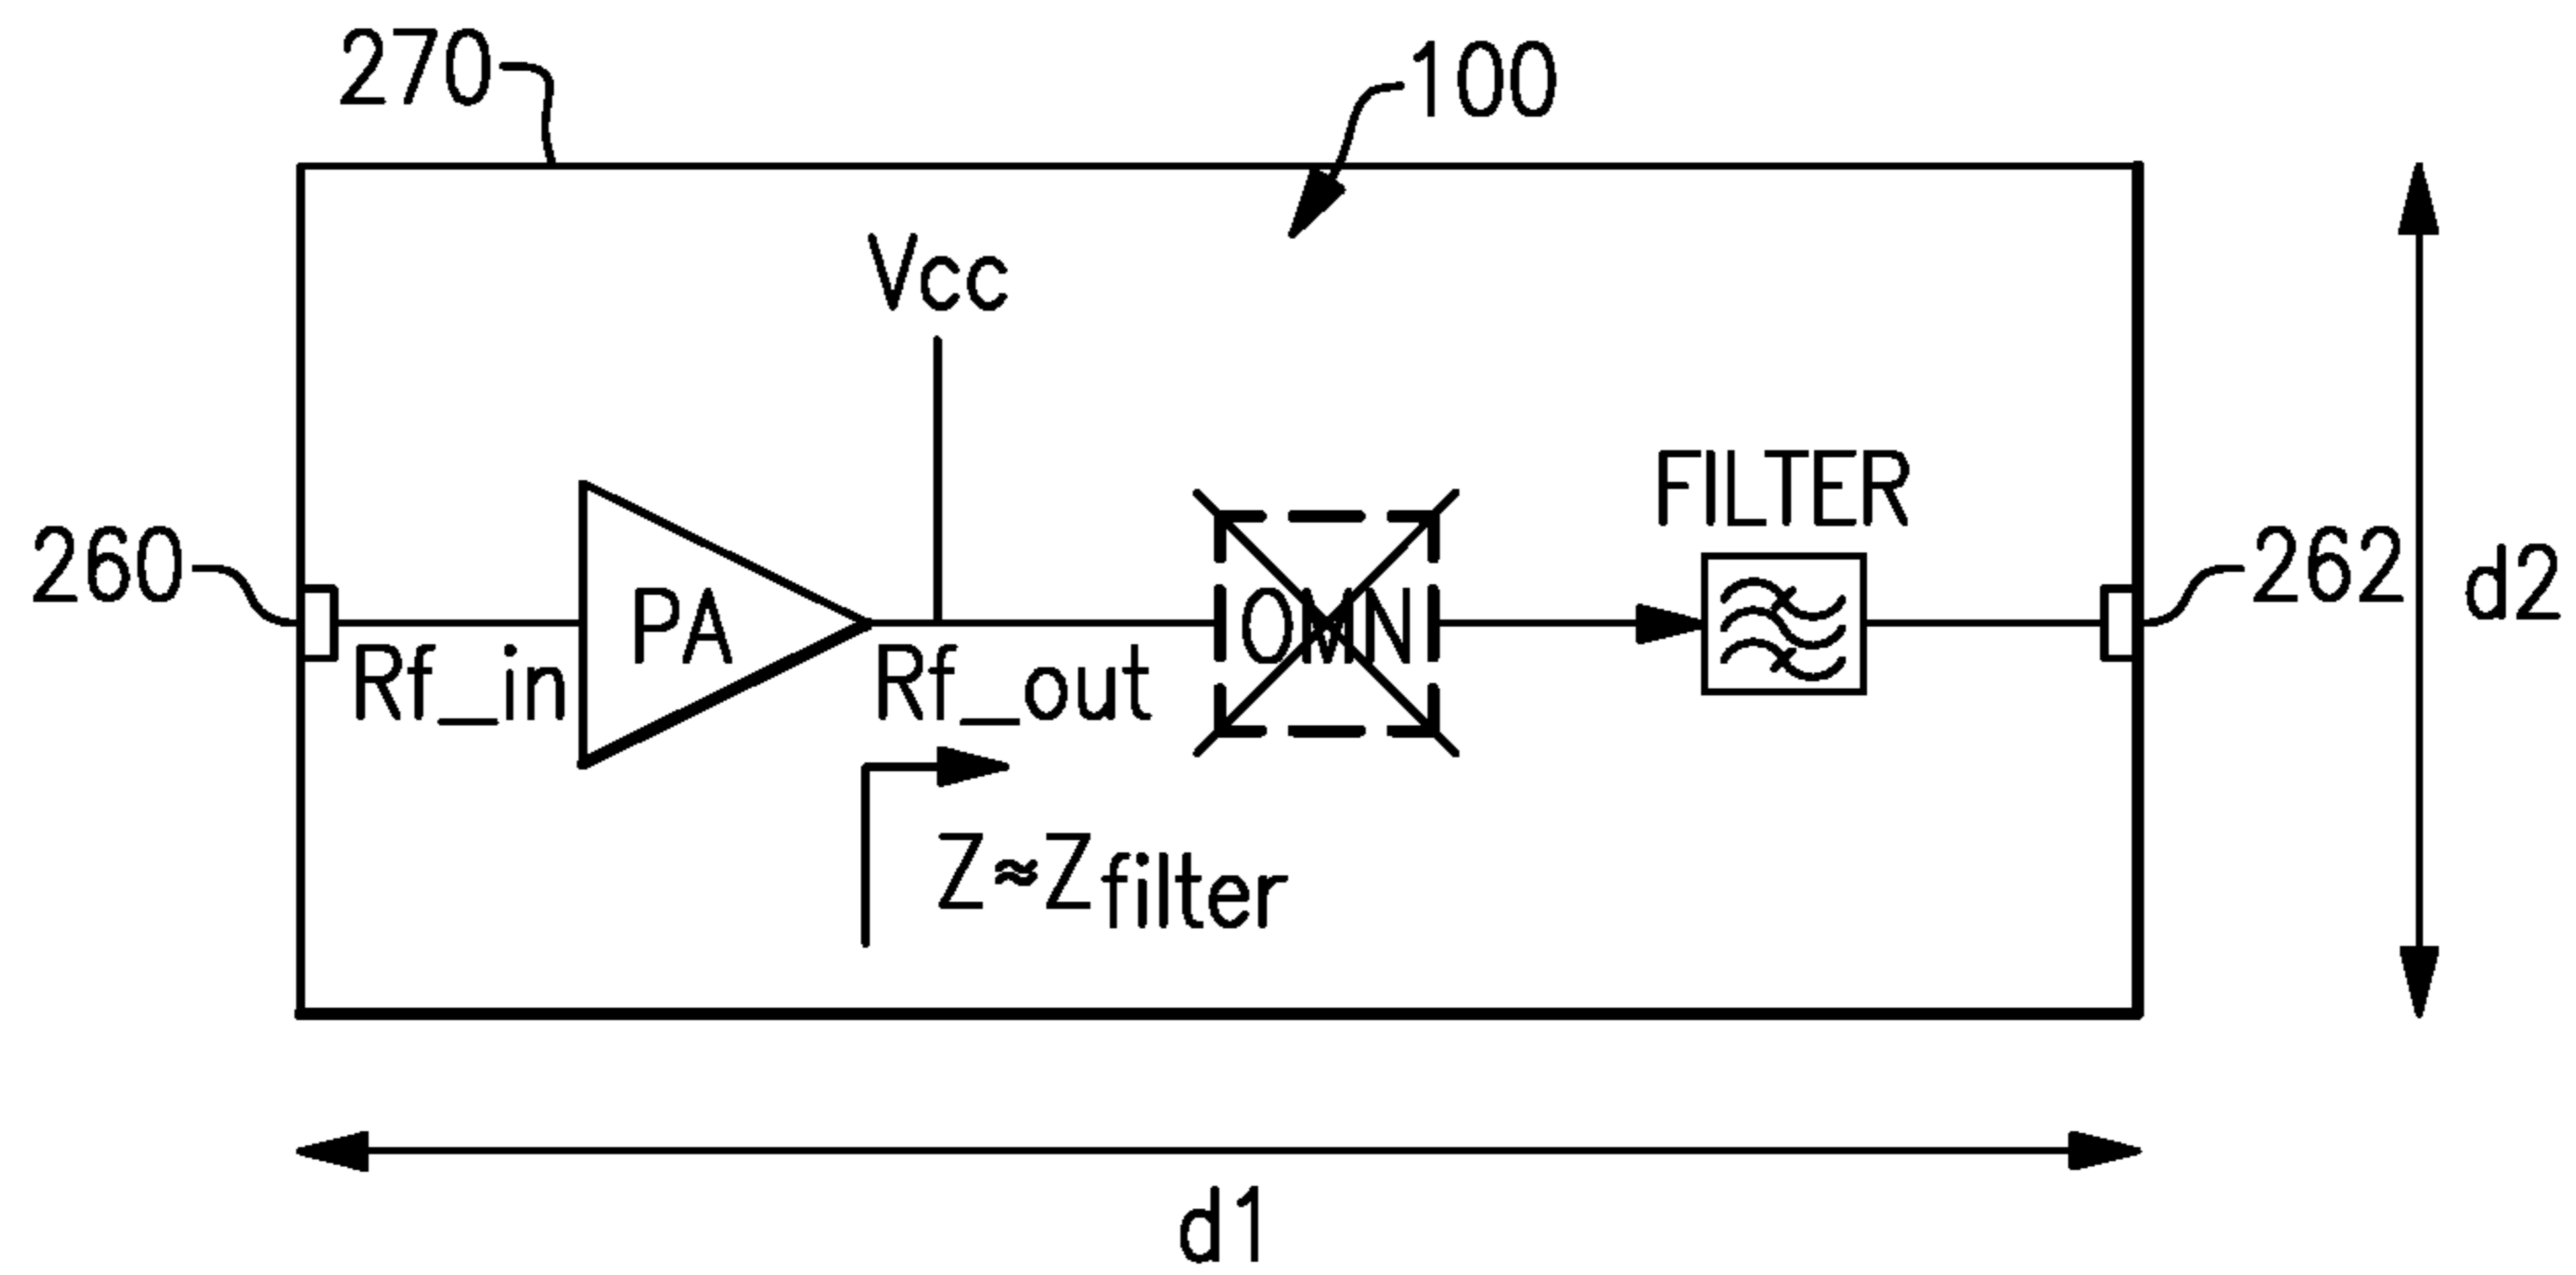 270
100
Vcc
FILTER
260
PA
OMN
262
d2
Rf_in
Rf_out
Z≈Zfilter
d1